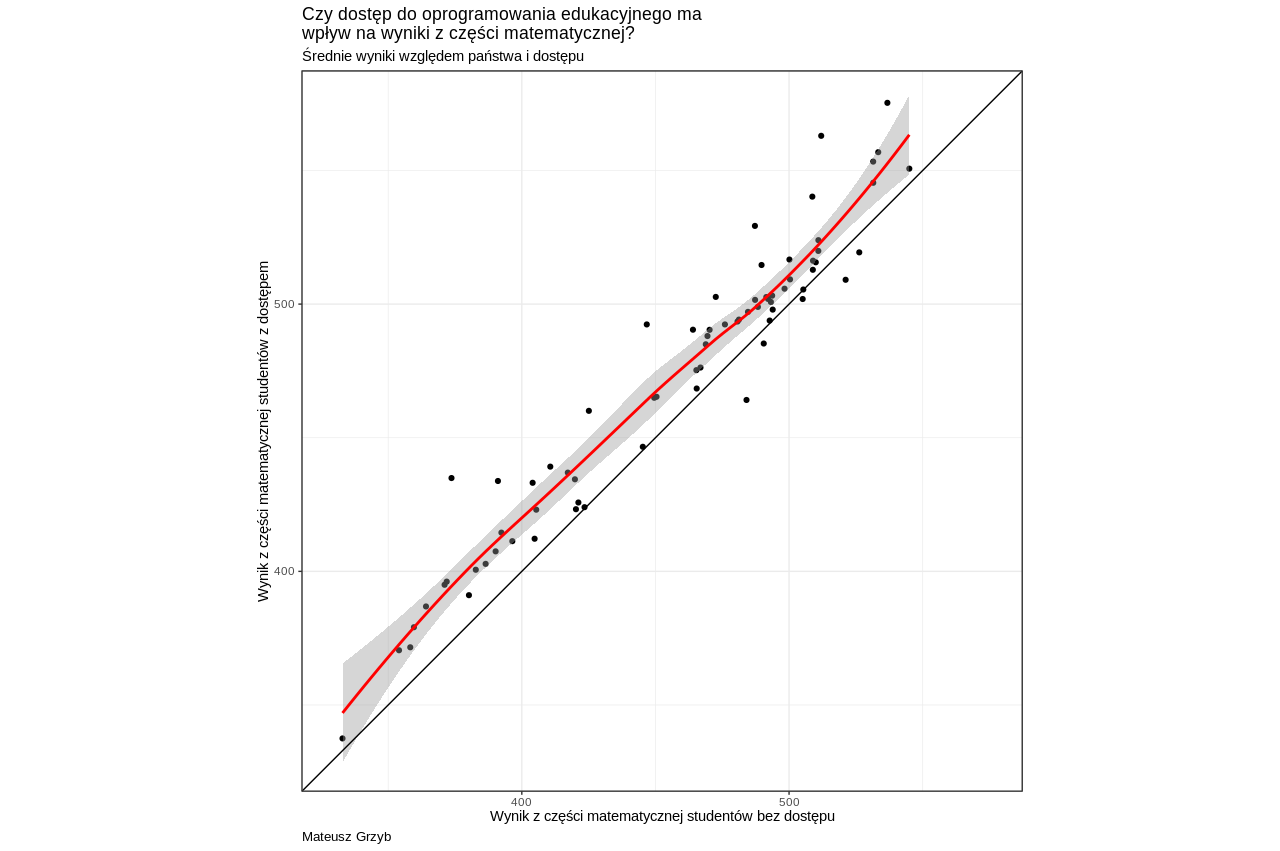 Czy dostęp do oprogramowania edukacyjnego ma
wpływ na wyniki z części matematycznej?
Średnie wyniki względem państwa i dostępu
Wynik z części matematycznej studentów z dostępem
500
400
400
500
Wynik z części matematycznej studentów bez dostępu
Mateusz Grzyb